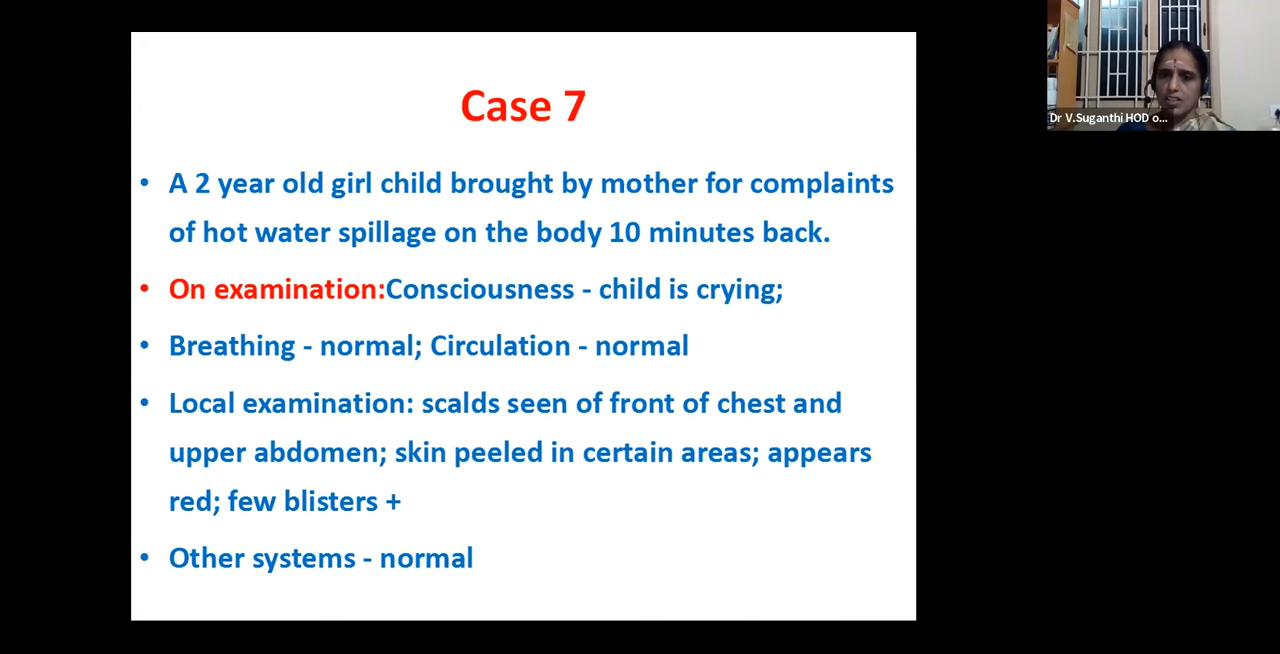 Case 7
• A 2 year old girl child brought by mother for complaints
of hot water spillage on the body 10 minutes back.
• On examination:Consciousness - child is crying;
• Breathing - normal; Circulation - normal
• Local examination: scalds seen of front of chest and
upper abdomen; skin peeled in certain areas; appears
red; few blisters +
• Other systems - normal
Dr V.Suganthi HOD o...